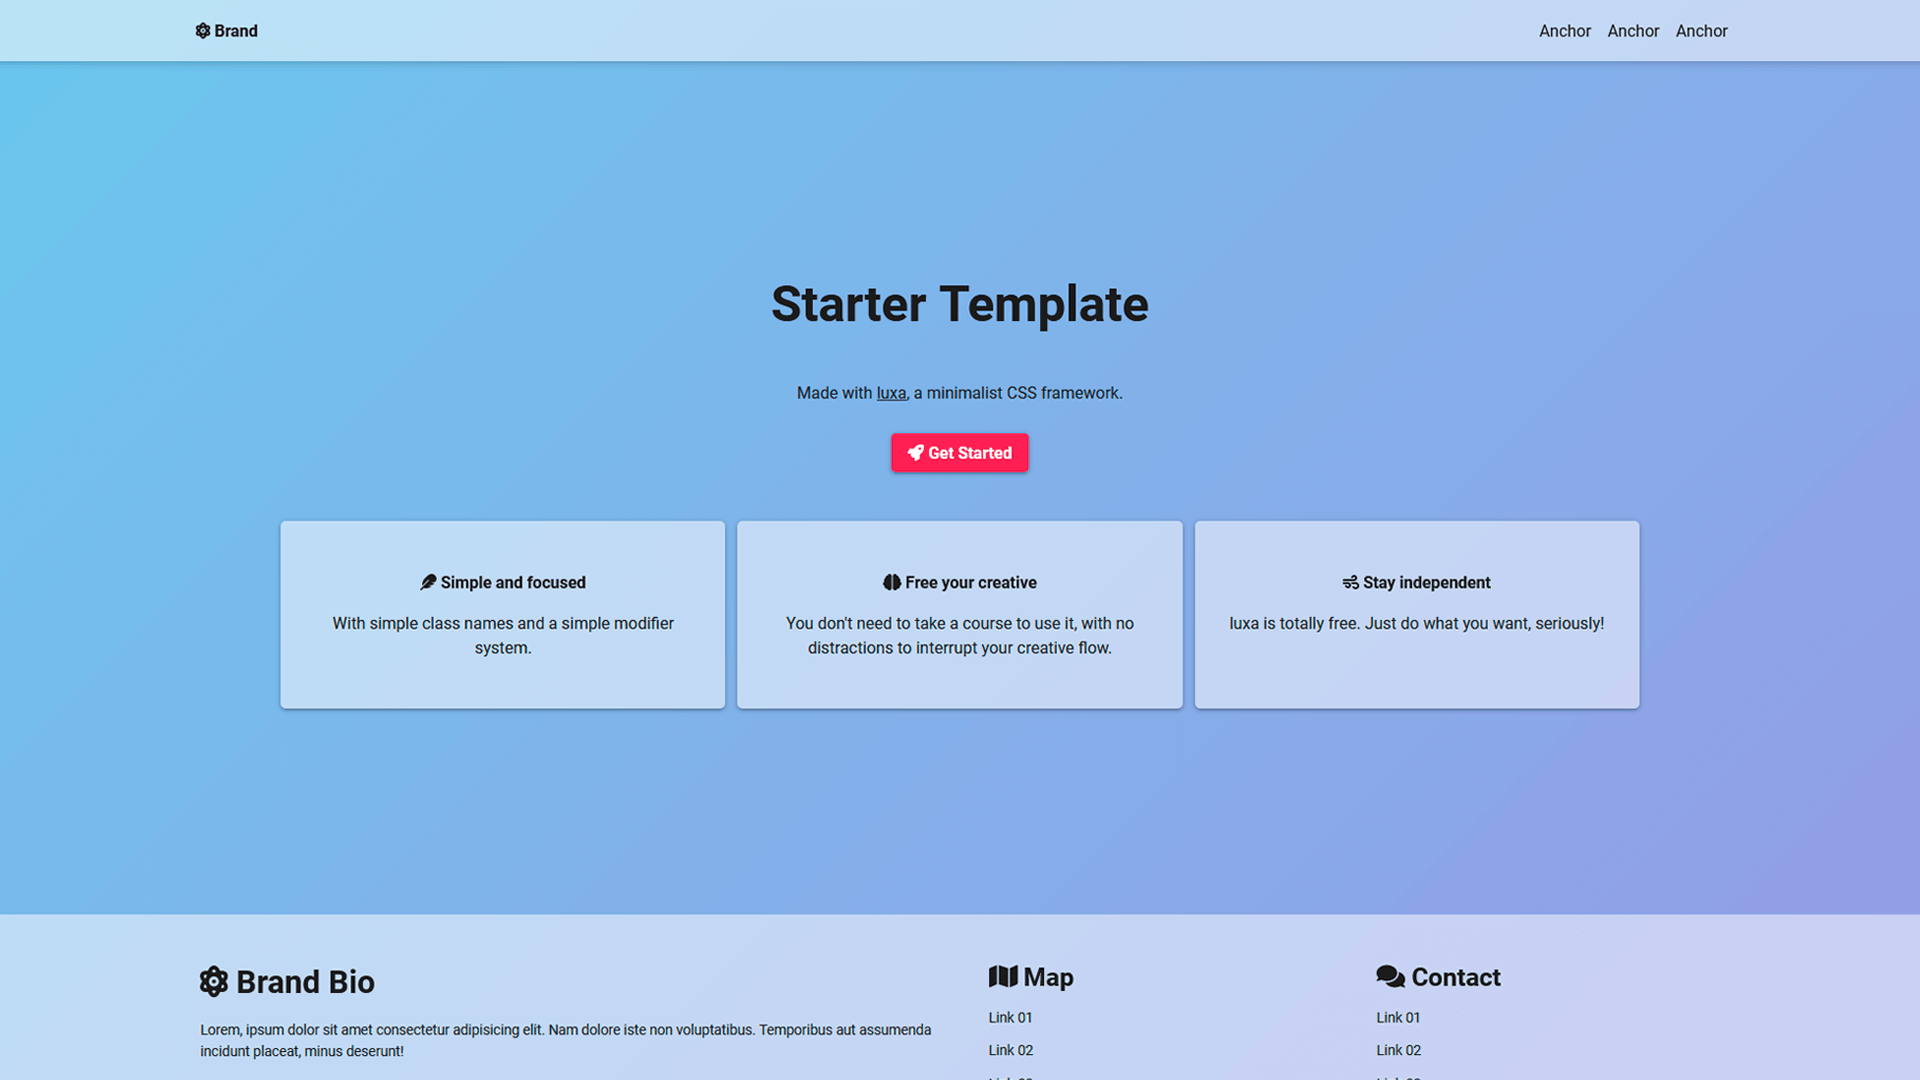 Brand
Anchor Anchor Anchor
Starter Template
Made with luxa, a minimalist CSS framework.
Get Started
Simple and focused
With simple class names and a simple modifier
system.
Free your creative
You don't need to take a course to use it, with no
distractions to interrupt your creative flow.
Stay independent
luxa is totally free. Just do what you want, seriously!
Brand Bio
Lorem, ipsum dolor sit amet consectetur adipisicing elit. Nam dolore iste non voluptatibus. Temporibus aut assumenda
incidunt placeat, minus deserunt!
Map
Link 01
Link 02
Contact
Link 01
Link 02